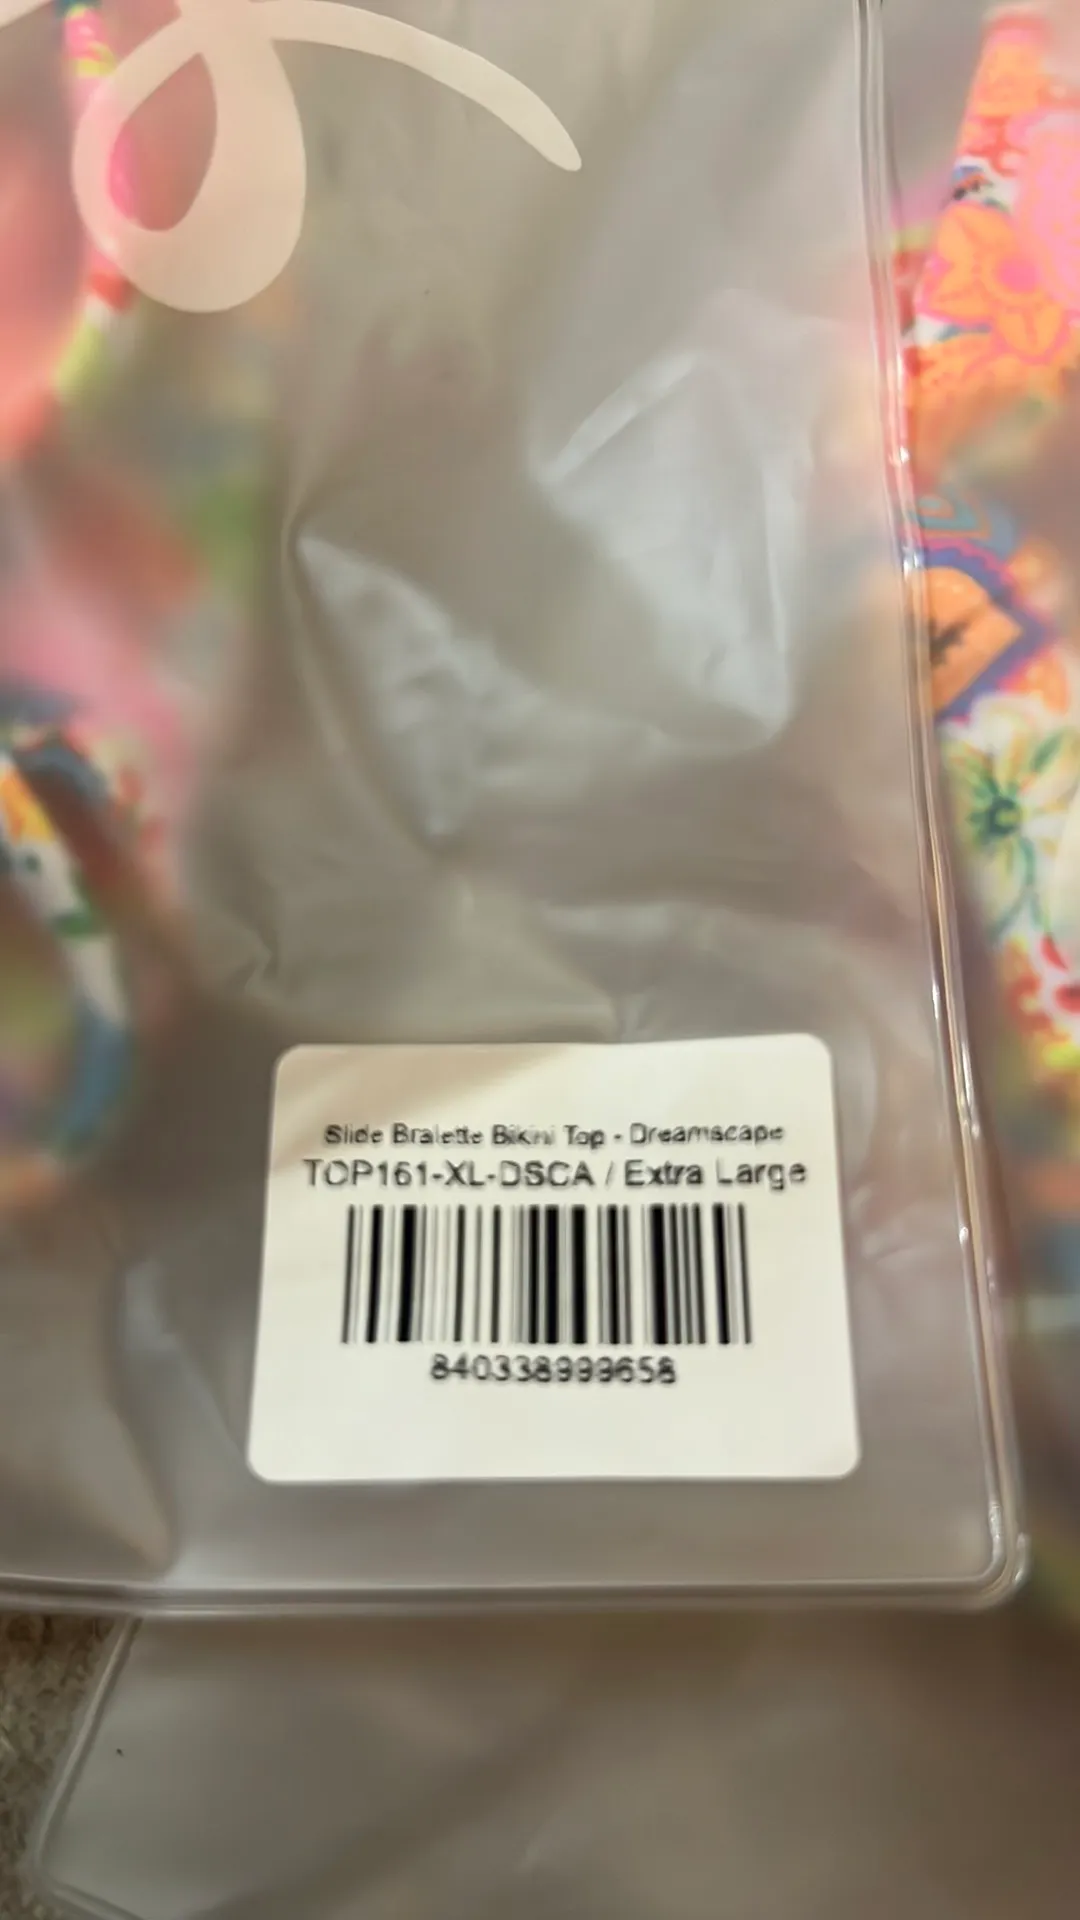 Slide Bralette Bikini Top - Dreamscape
TOP161-XL-DSCA / Extra Large
840338999658